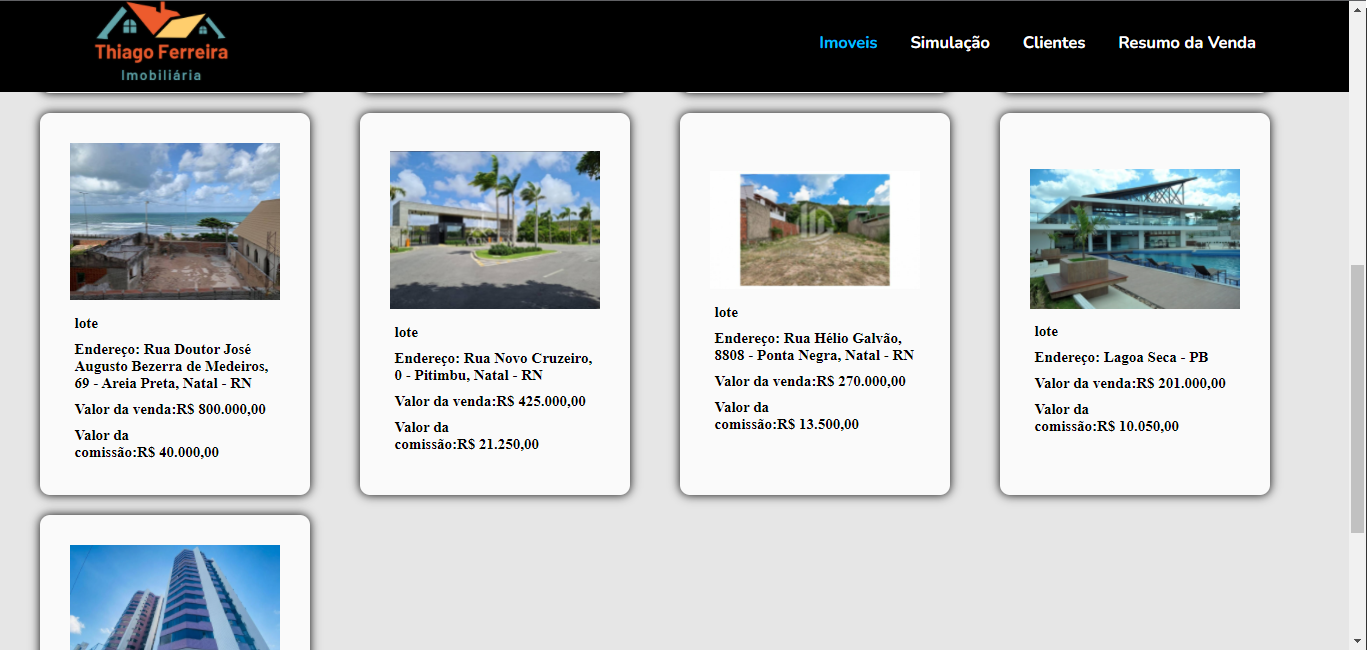 Thiago Ferreira
Imobiliária
Imoveis
Simulação
Clientes
Resumo da Venda
lote
Endereço: Rua Doutor José
Augusto Bezerra de Medeiros,
69 - Areia Preta, Natal - RN
Valor da venda:R$ 800.000,00
Valor da
comissão:R$ 40.000,00
lote
Endereço: Rua Novo Cruzeiro,
0 - Pitimbu, Natal - RN
Valor da venda:R$ 425.000,00
Valor da
comissão:R$ 21.250,00
lote
Endereço: Rua Hélio Galvão,
8808 - Ponta Negra, Natal - RN
Valor da venda:R$ 270.000,00
Valor da
comissão:R$ 13.500,00
lote
Endereço: Lagoa Seca - PB
Valor da venda:R$ 201.000,00
Valor da
comissão:R$ 10.050,00